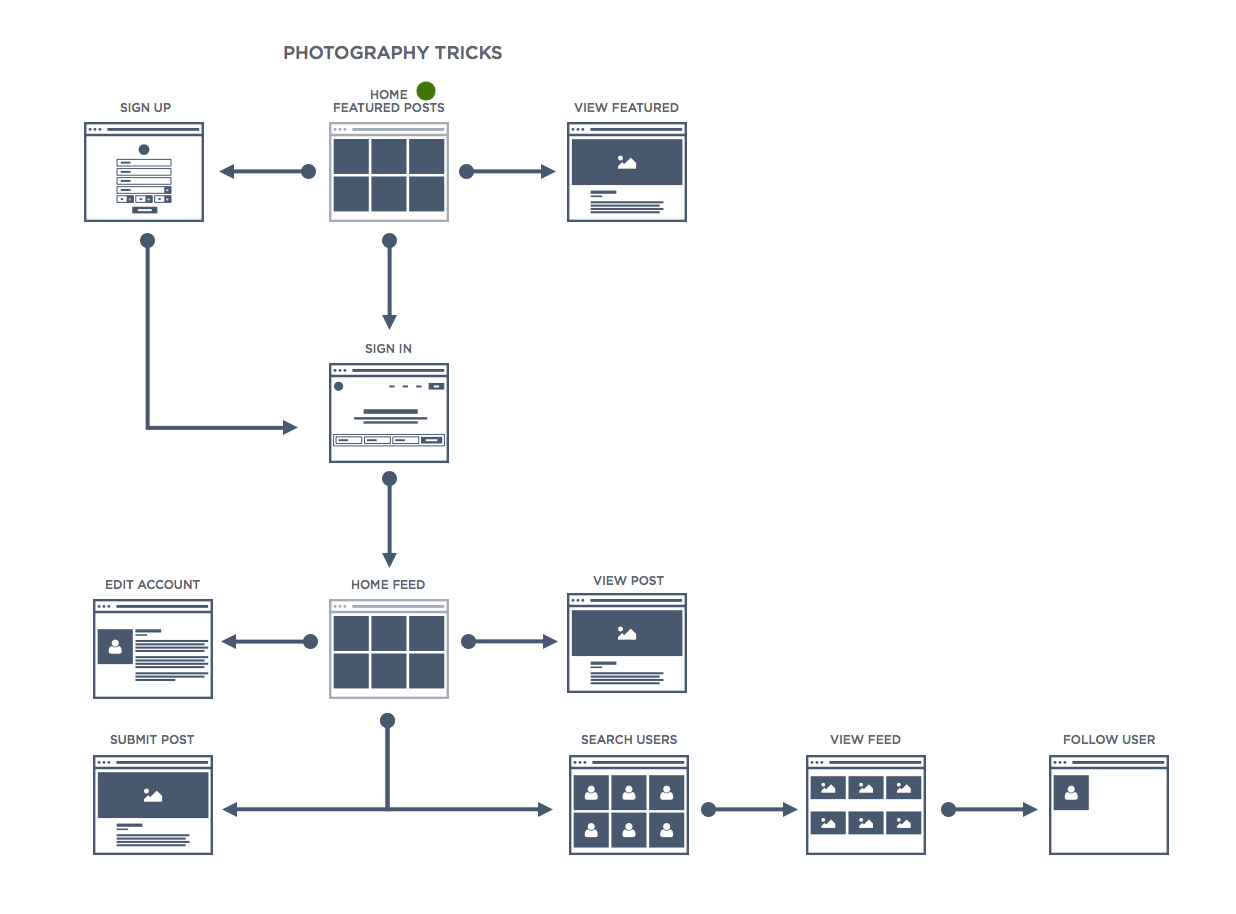 PHOTOGRAPHY TRICKS
HOME
FEATURED POSTS
SIGN UP
VIEW FEATURED
SIGN IN
EDIT ACCOUNT
HOME FEED
VIEW POST
SUBMIT POST
SEARCH USERS
VIEW FEED
FOLLOW USER